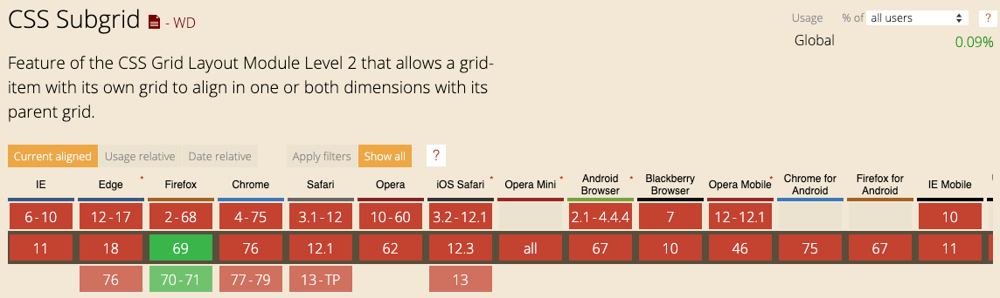 CSS Subgrid - WD
Usage % of all users ?
Global 0.09%
Feature of the CSS Grid Layout Module Level 2 that allows a grid-
item with its own grid to align in one or both dimensions with its
parent grid.
Current aligned Usage relative Date relative Apply filters Show all ?
IE Edge * Firefox Chrome Safari Opera iOS Safari * Opera Mini * Android Browser * Blackberry Browser Opera Mobile * Chrome for Android Firefox for Android IE Mobile
6-10 12-17 2-68 4-75 3.1-12 10-60 3.2-12.1 2.1-4.4.4 7 12-12.1 10
11 18 69 76 12.1 62 12.3 all 67 10 46 75 67 11
76 70-71 77-79 13-TP 13